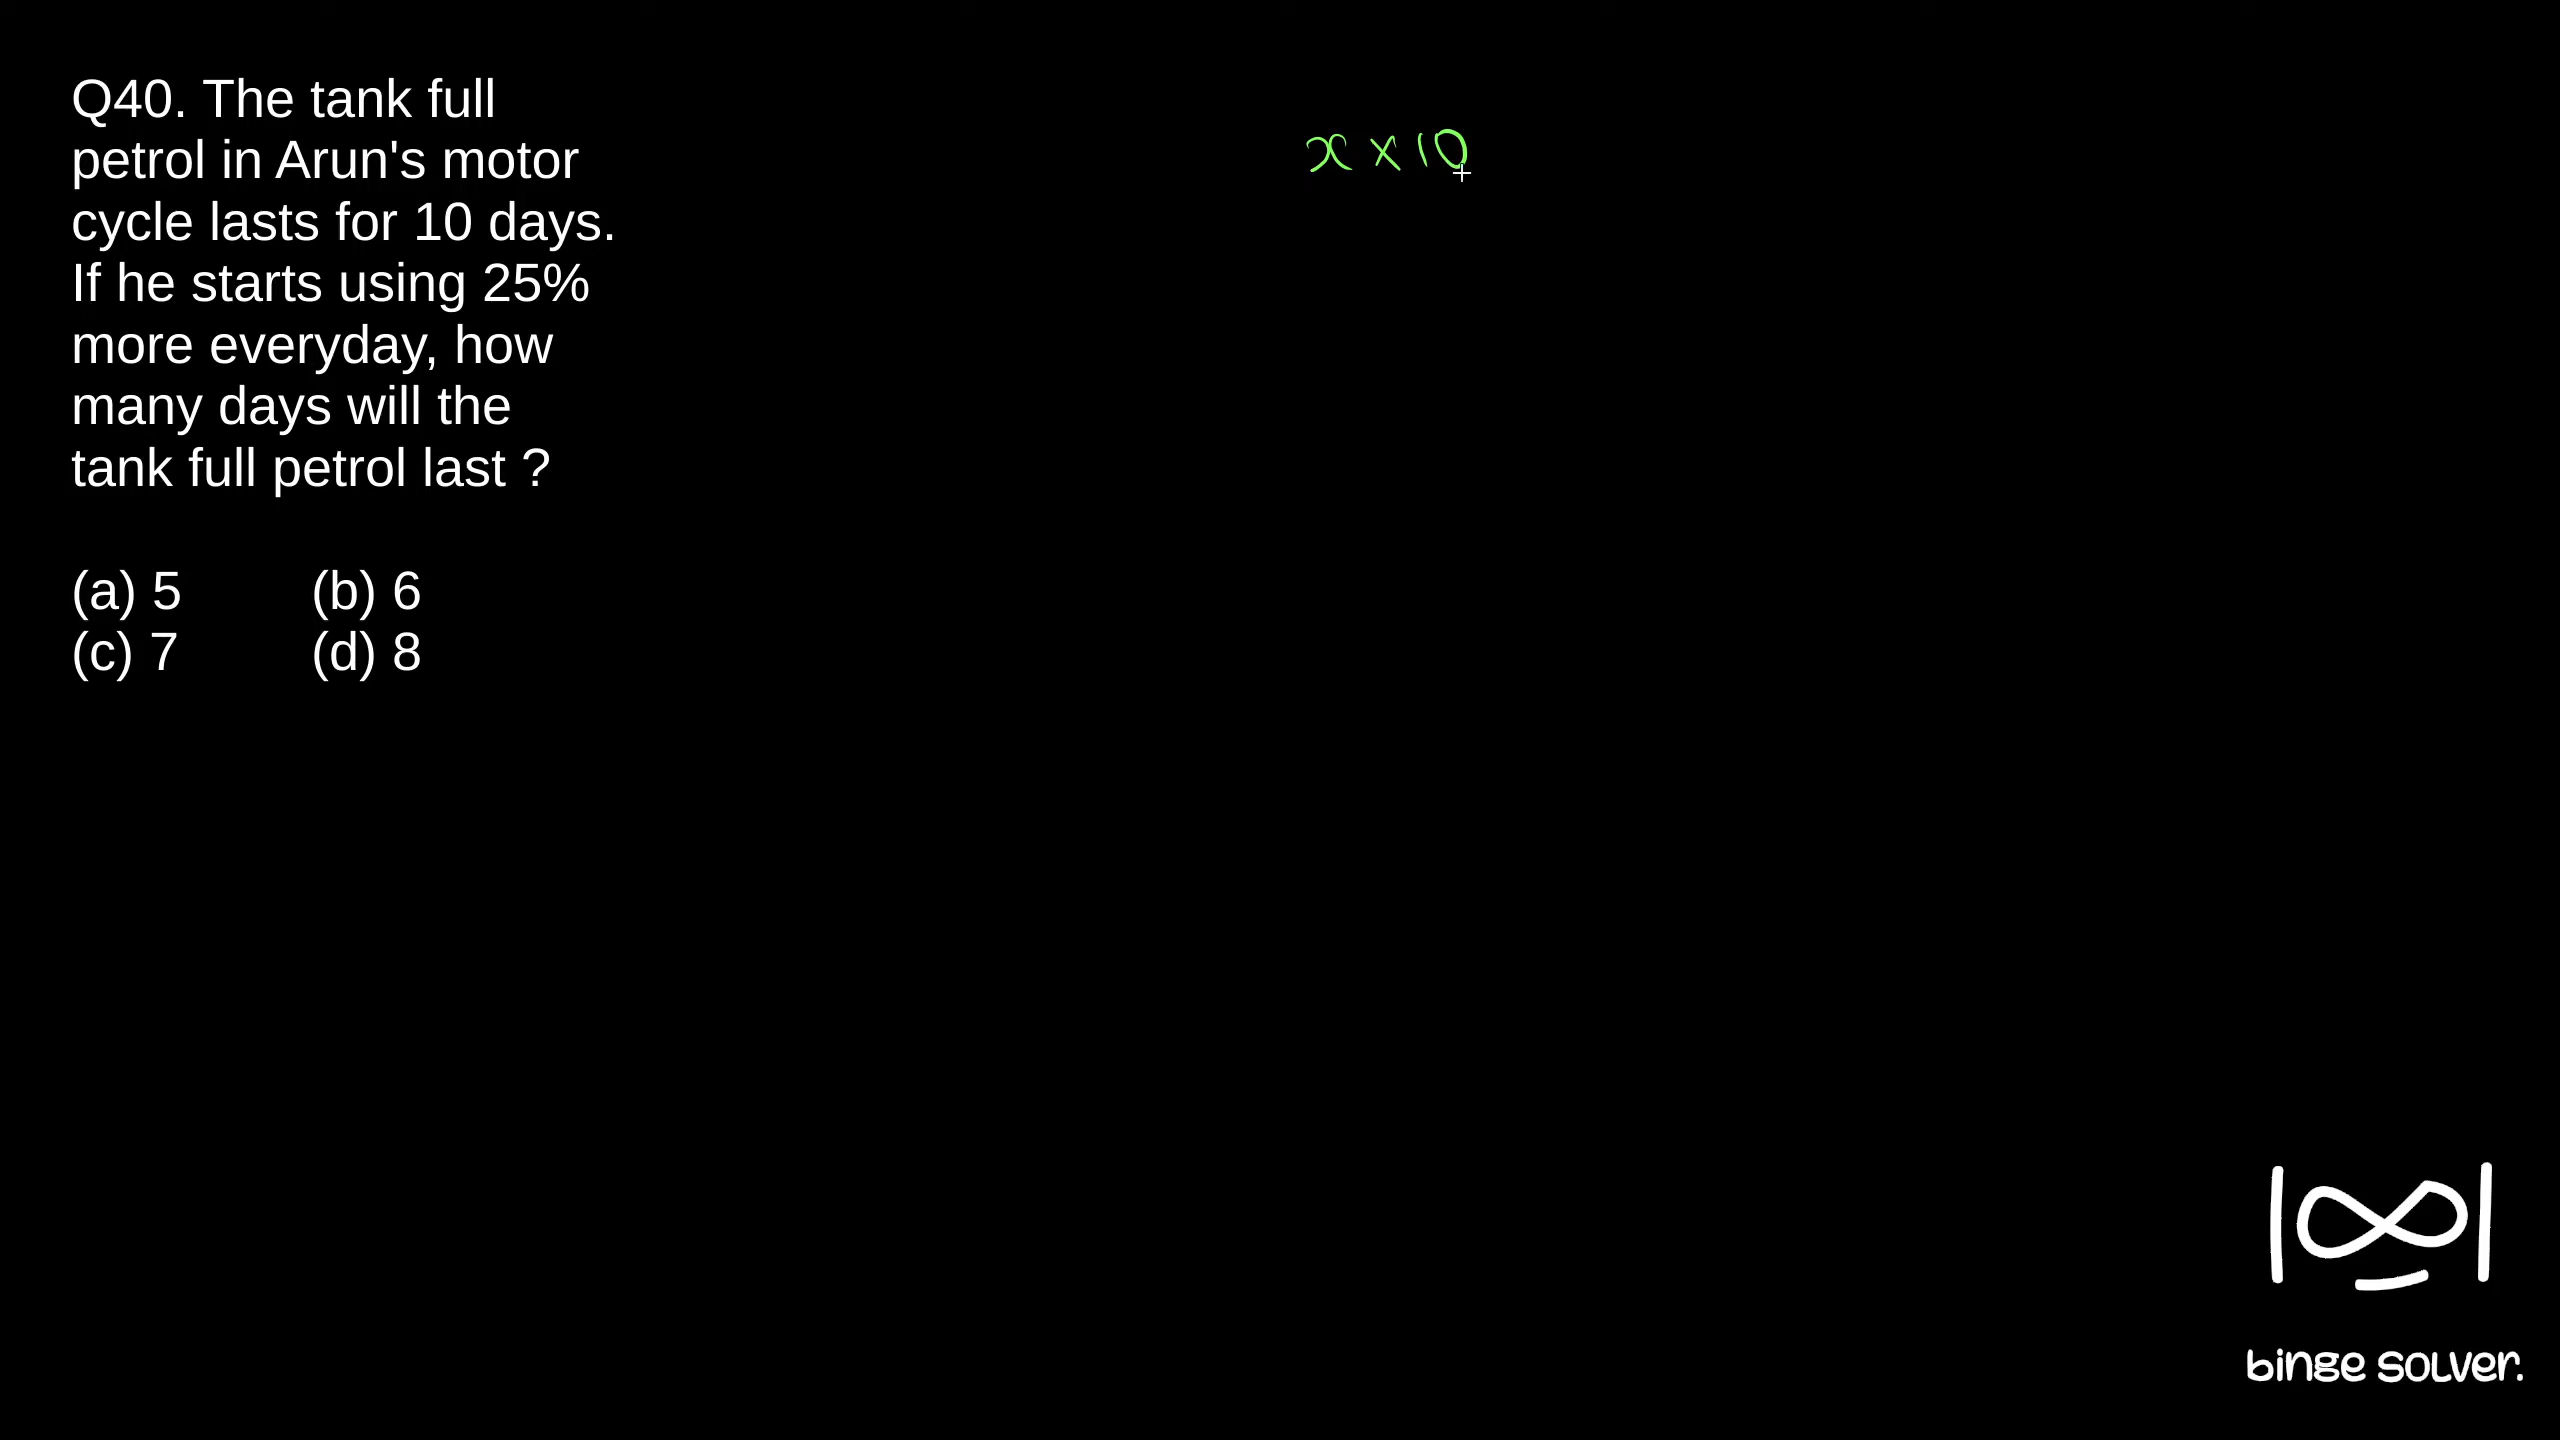 Q40. The tank full
petrol in Arun's motor
cycle lasts for 10 days.
If he starts using 25%
more everyday, how
many days will the
tank full petrol last ?
(a) 5 (b) 6
(c) 7 (d) 8
x × 10
binge solver.